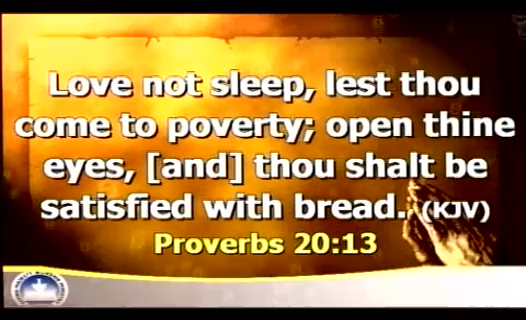 Love not sleep, lest thou
come to poverty; open thine
eyes, [and] thou shalt be
satisfied with bread. (KJV)
Proverbs 20:13